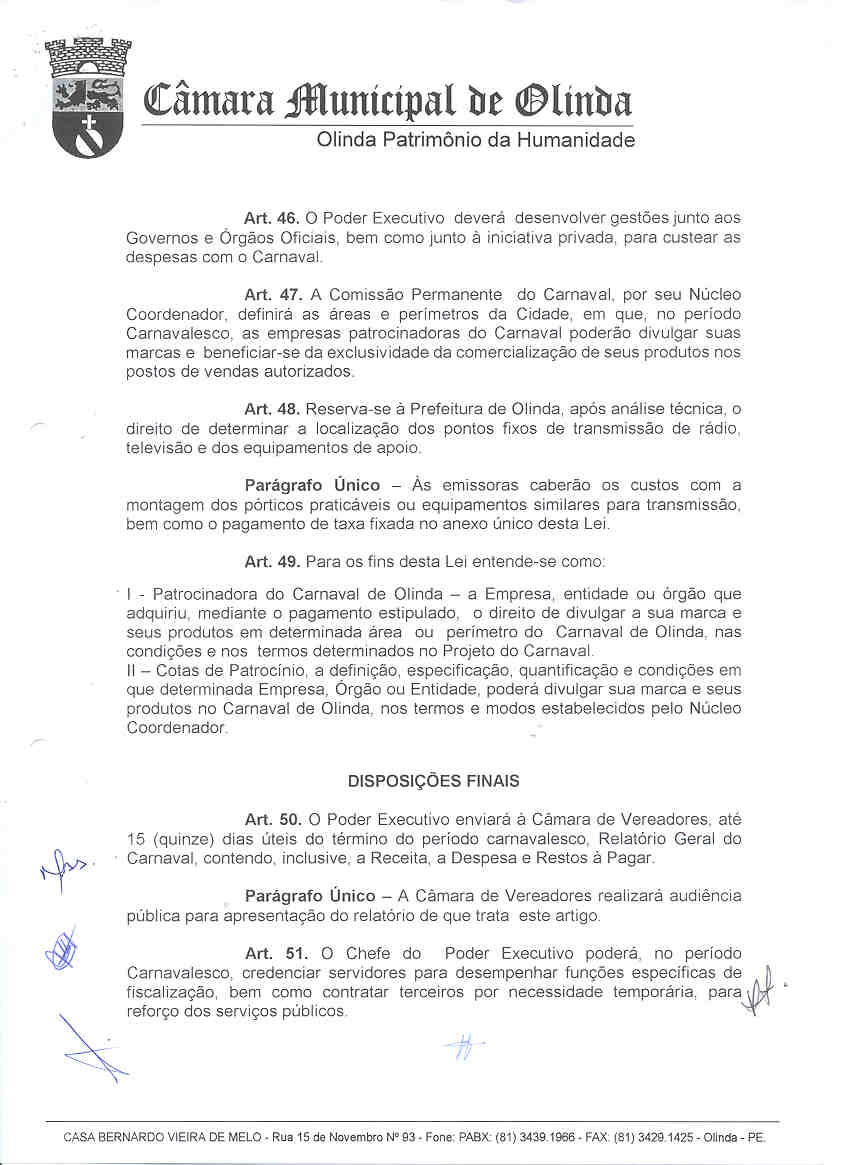 Câmara Municipal de Olinda
Olinda Patrimônio da Humanidade
Art. 46. O Poder Executivo deverá desenvolver gestões junto aos
Governos e Órgãos Oficiais, bem como junto à iniciativa privada, para custear as
despesas com o Carnaval.
Art. 47. A Comissão Permanente do Carnaval, por seu Núcleo
Coordenador, definirá as áreas e perímetros da Cidade, em que, no período
Carnavalesco, as empresas patrocinadoras do Carnaval poderão divulgar suas
marcas e beneficiar-se da exclusividade da comercialização de seus produtos nos
postos de vendas autorizados.
Art. 48. Reserva-se à Prefeitura de Olinda, após análise técnica, o
direito de determinar a localização dos pontos fixos de transmissão de rádio,
televisão e dos equipamentos de apoio.
Parágrafo Único – Às emissoras caberão os custos com a
montagem dos pórticos praticáveis ou equipamentos similares para transmissão,
bem como o pagamento de taxa fixada no anexo único desta Lei.
Art. 49. Para os fins desta Lei entende-se como:
I - Patrocinadora do Carnaval de Olinda – a Empresa, entidade ou órgão que
adquiriu, mediante o pagamento estipulado, o direito de divulgar a sua marca e
seus produtos em determinada área ou perímetro do Carnaval de Olinda, nas
condições e nos termos determinados no Projeto do Carnaval.
II – Cotas de Patrocínio, a definição, especificação, quantificação e condições em
que determinada Empresa, Órgão ou Entidade, poderá divulgar sua marca e seus
produtos no Carnaval de Olinda, nos termos e modos estabelecidos pelo Núcleo
Coordenador.
DISPOSIÇÕES FINAIS
Art. 50. O Poder Executivo enviará à Câmara de Vereadores, até
15 (quinze) dias úteis do término do período carnavalesco, Relatório Geral do
Carnaval, contendo, inclusive, a Receita, a Despesa e Restos à Pagar.
Parágrafo Único – A Câmara de Vereadores realizará audiência
pública para apresentação do relatório de que trata este artigo.
Art. 51. O Chefe do Poder Executivo poderá, no período
Carnavalesco, credenciar servidores para desempenhar funções especificas de
fiscalização, bem como contratar terceiros por necessidade temporária, para
reforço dos serviços públicos.
CASA BERNARDO VIEIRA DE MELO - Rua 15 de Novembro Nº 93 - Fone: PABX: (81) 3439.1966 - FAX: (81) 3429.1425 - Olinda - PE.